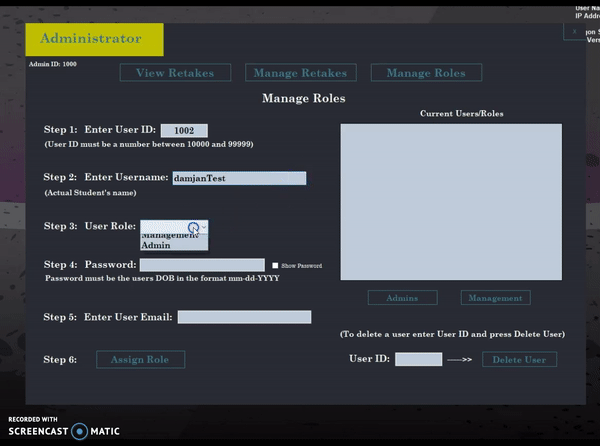 User Na
IP Addre
Administrator
x
Vers
Admin ID: 1000
View Retakes
Manage Retakes
Manage Roles
Manage Roles
Current Users/Roles
Step 1: Enter User ID: 1002
(User ID must be a number between 10000 and 99999)
Step 2: Enter Username: damjanTest
(Actual Student's name)
Step 3: User Role:
Management
Admin
Step 4: Password:
Show Password
Password must be the users DOB in the format mm-dd-YYYY
Admins
Management
Step 5: Enter User Email:
(To delete a user enter User ID and press Delete User)
Step 6: Assign Role
User ID: --->> Delete User
RECORDED WITH
SCREENCAST MATIC